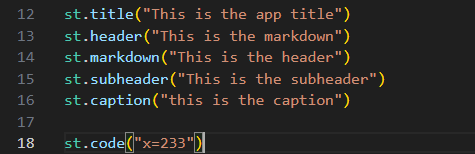 12 st.title("This is the app title")
13 st.header("This is the markdown")
14 st.markdown("This is the header")
15 st.subheader("This is the subheader")
16 st.caption("this is the caption")
17
18 st.code("x=233")